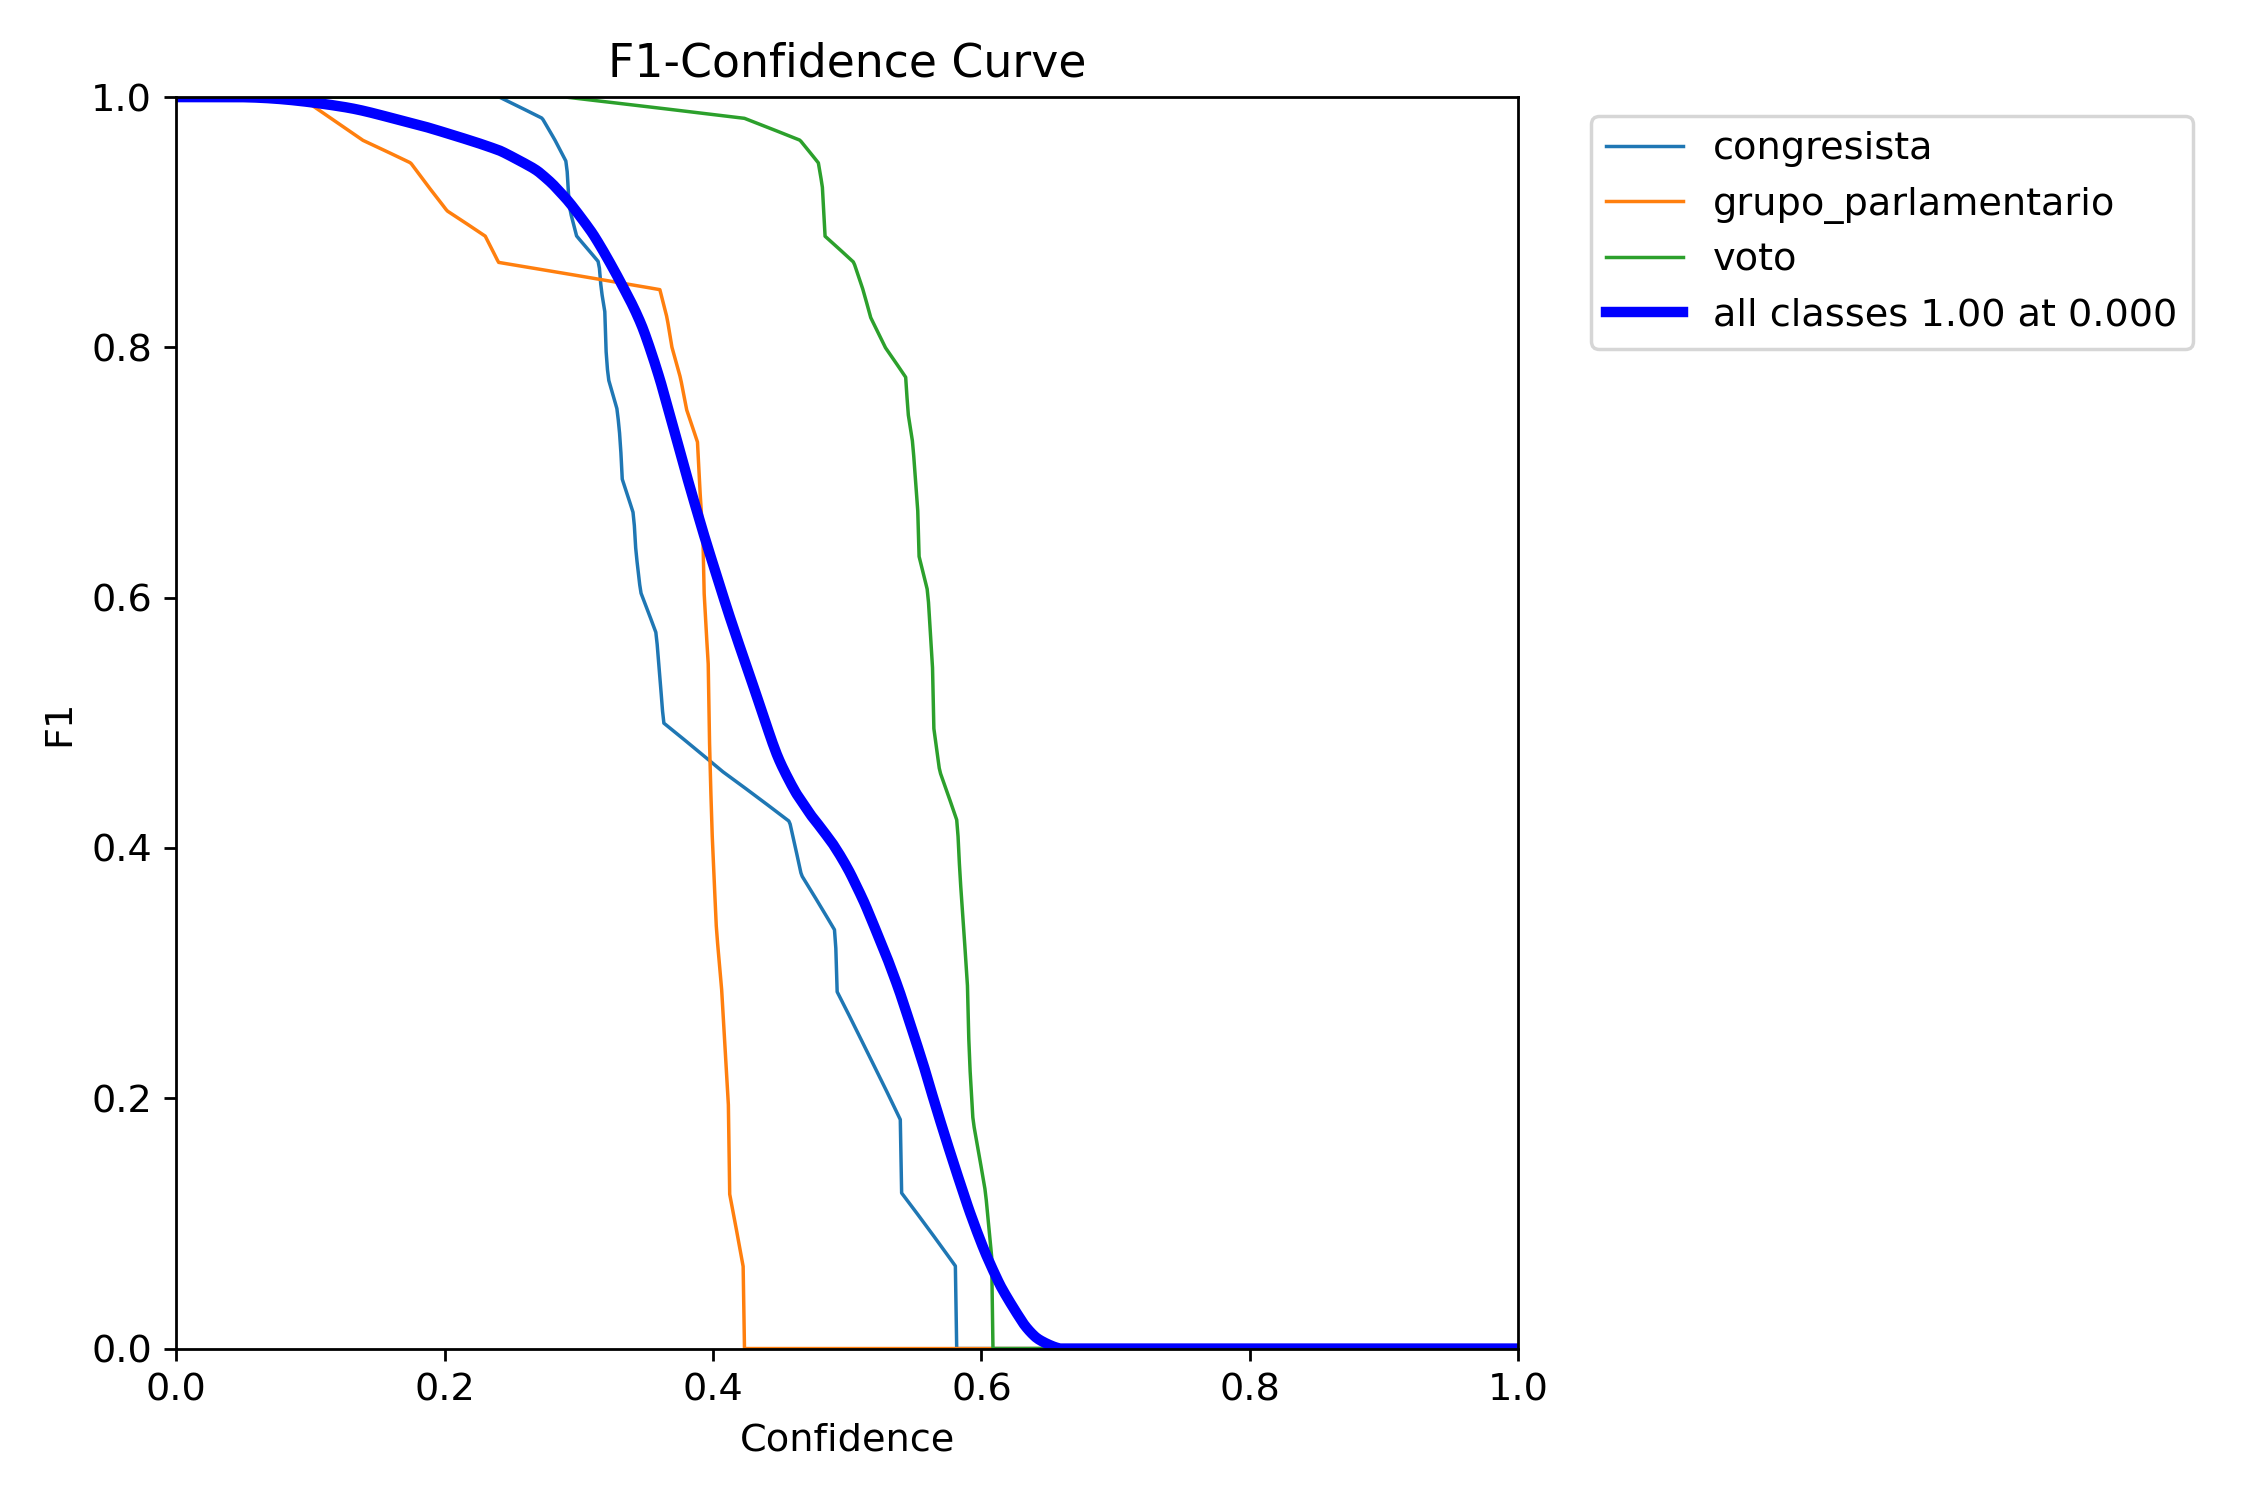 F1-Confidence Curve
1.0
0.8
0.6
0.4
0.2
0.0
F1
0.0 0.2 0.4 0.6 0.8 1.0
Confidence
congresista
grupo_parlamentario
voto
all classes 1.00 at 0.000